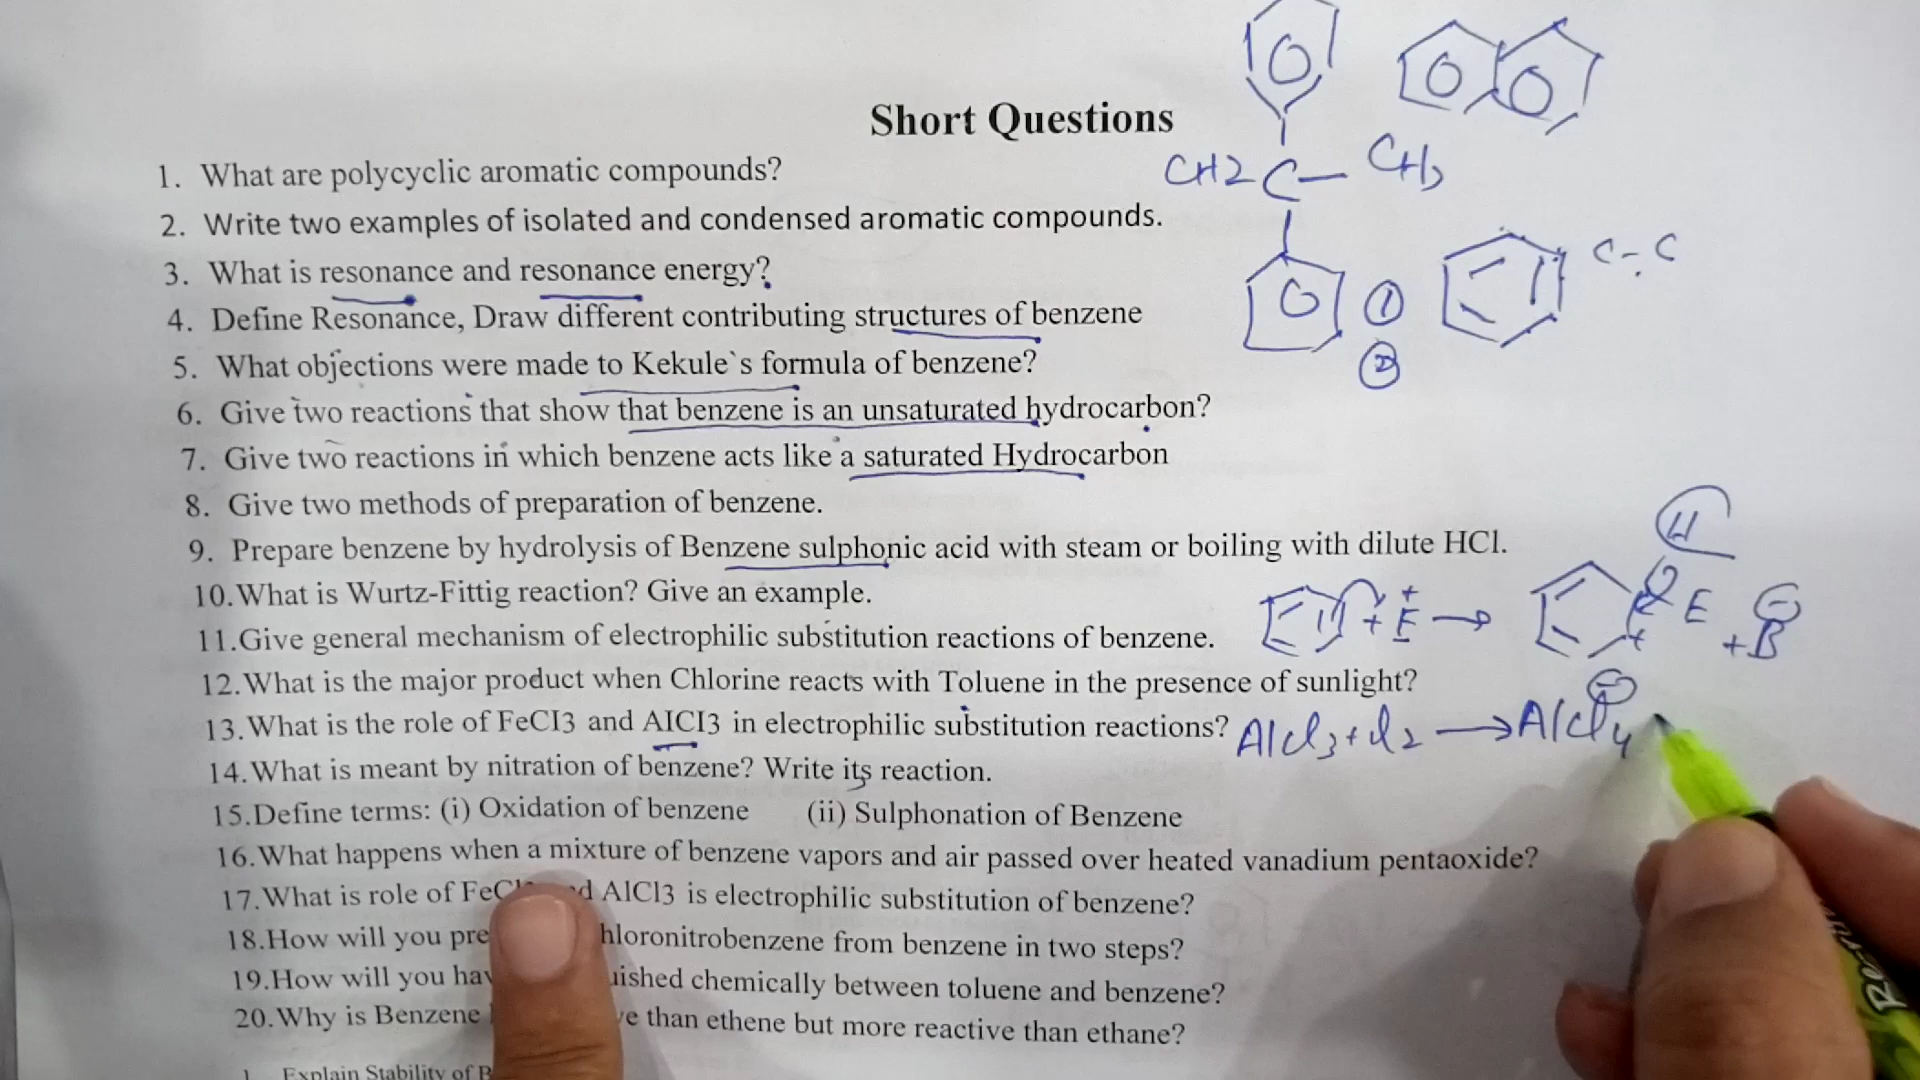 Short Questions
1. What are polycyclic aromatic compounds?
2. Write two examples of isolated and condensed aromatic compounds.
3. What is resonance and resonance energy?
4. Define Resonance, Draw different contributing structures of benzene
5. What objections were made to Kekule`s formula of benzene?
6. Give two reactions that show that benzene is an unsaturated hydrocarbon?
7. Give two reactions in which benzene acts like a saturated Hydrocarbon
8. Give two methods of preparation of benzene.
9. Prepare benzene by hydrolysis of Benzene sulphonic acid with steam or boiling with dilute HCl.
10. What is Wurtz-Fittig reaction? Give an example.
11. Give general mechanism of electrophilic substitution reactions of benzene.
12. What is the major product when Chlorine reacts with Toluene in the presence of sunlight?
13. What is the role of FeCI3 and AICI3 in electrophilic substitution reactions?
14. What is meant by nitration of benzene? Write its reaction.
15. Define terms: (i) Oxidation of benzene (ii) Sulphonation of Benzene
16. What happens when a mixture of benzene vapors and air passed over heated vanadium pentaoxide?
17. What is role of FeCl AlCl3 is electrophilic substitution of benzene?
18. How will you pre hloronitrobenzene from benzene in two steps?
19. How will you hav uished chemically between toluene and benzene?
20. Why is Benzene ve than ethene but more reactive than ethane?
1 Explain Stability of B
CH2 C - CH3
1
2
C - C
+ E+ →
H
E
+ B -
AlCl3 + Cl2 → AlCl4 -